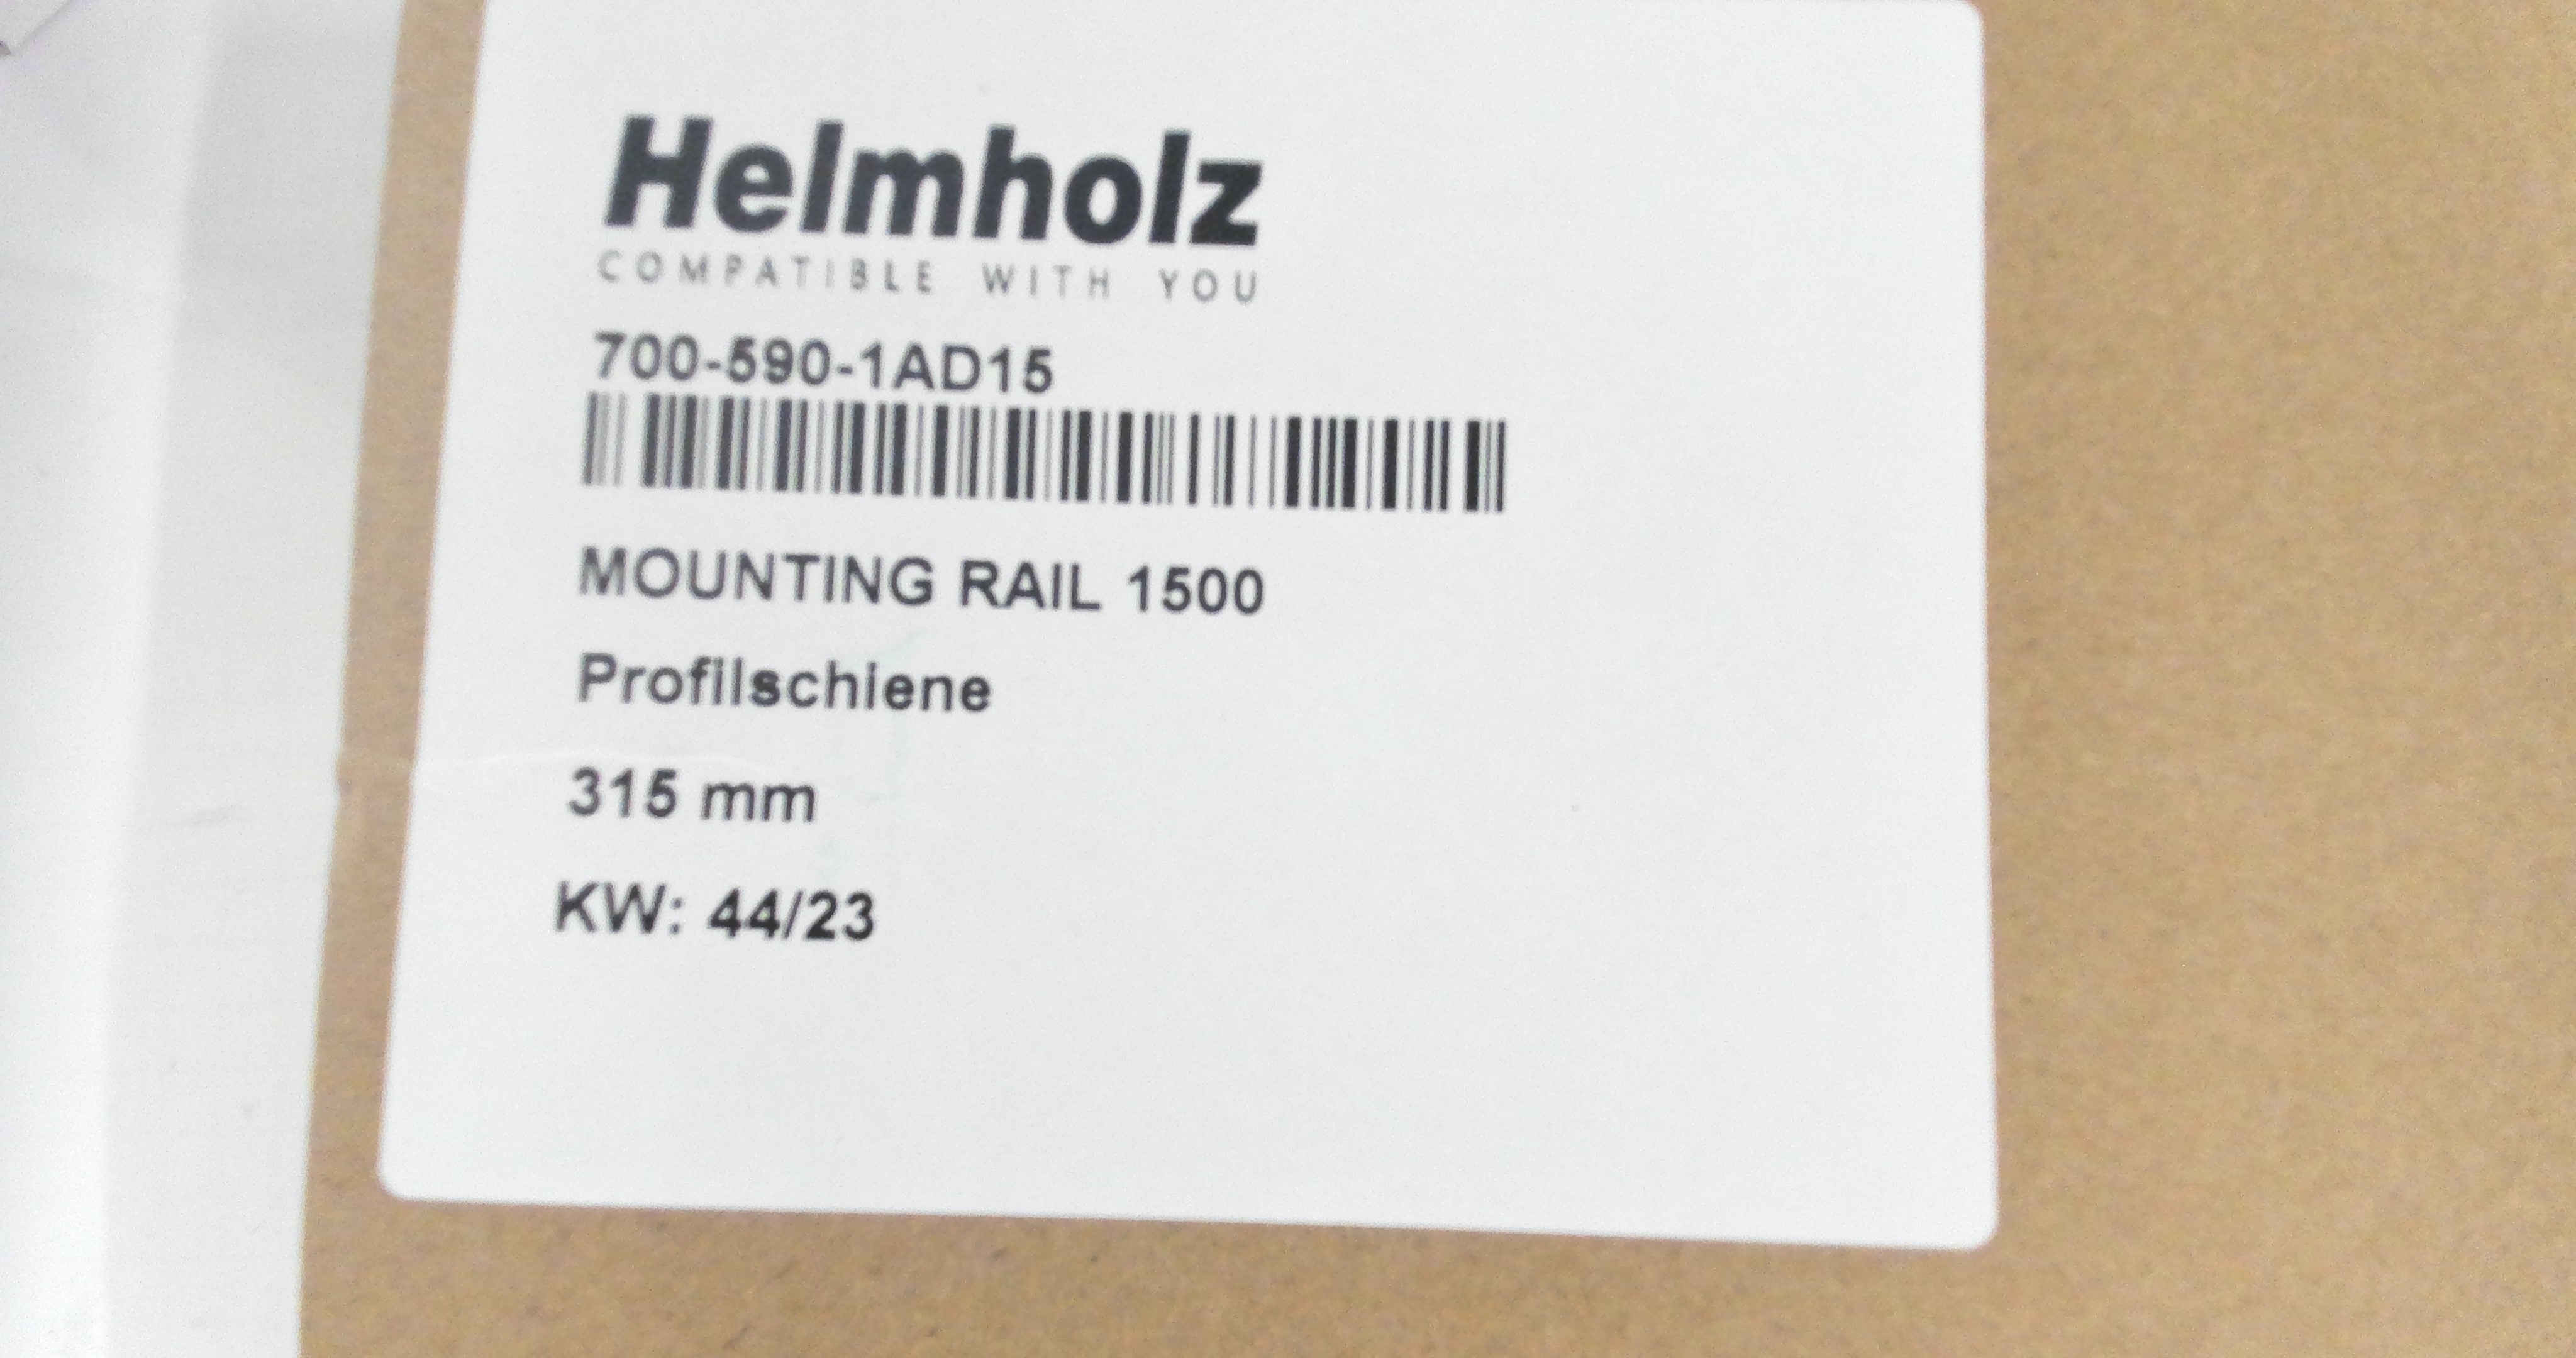 Helmholz
COMPATIBLE WITH YOU
700-590-1AD15
MOUNTING RAIL 1500
Profilschiene
315 mm
KW: 44/23